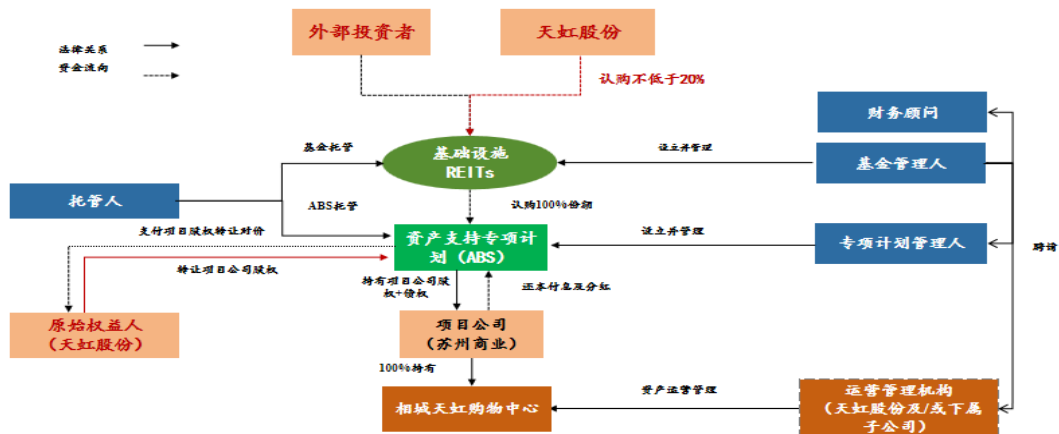 外部投资者
天虹股份
法律关系
资金流向
认购不低于20%
财务顾问
基金托管
基础设施
REITs
设立并管理
基金管理人
托管人
ABS托管
认购100%份额
支付项目股权转让对价
资产支持专项计
划（ABS）
设立并管理
专项计划管理人
聘请
转让项目公司股权
持有项目公司股
权+债权
还本付息及分红
原始权益人
（天虹股份）
项目公司
（苏州商业）
100%持有
相城天虹购物中心
资产运营管理
运营管理机构
（天虹股份及/或下属
子公司）